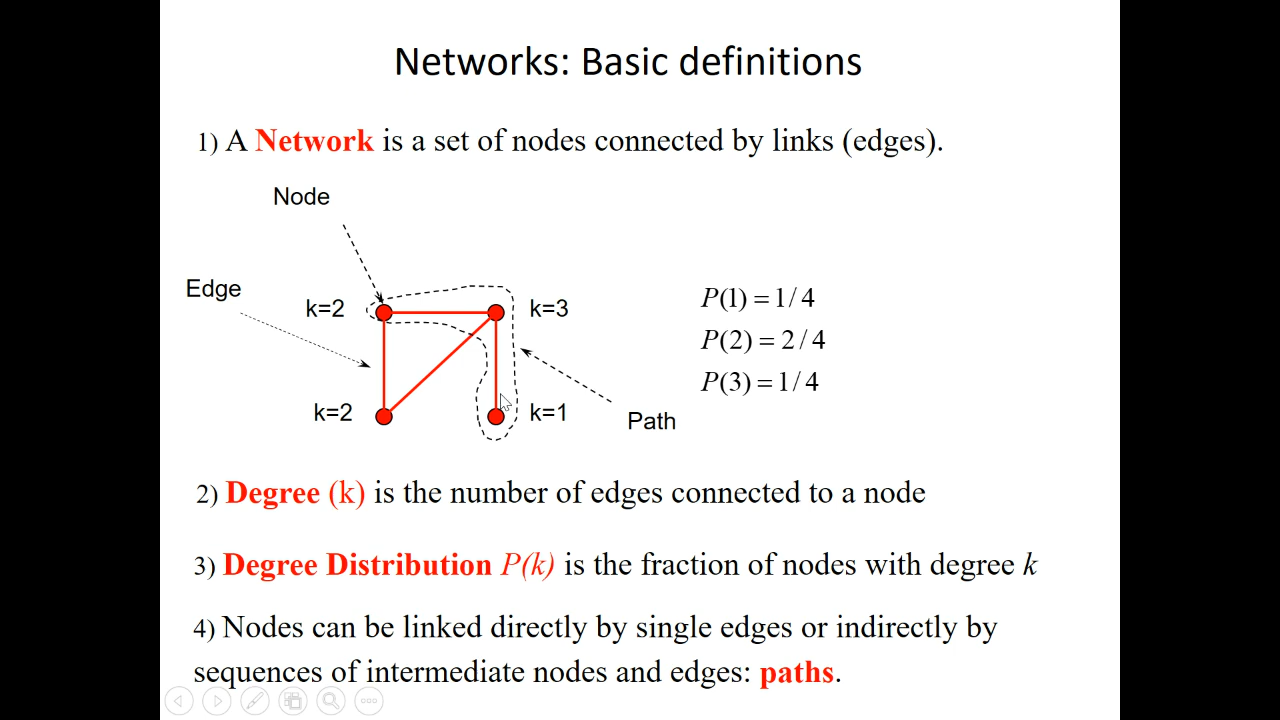 Networks: Basic definitions
1) A Network is a set of nodes connected by links (edges).
Node
Edge
k=2
k=3
P(1) = 1/4
P(2) = 2/4
P(3) = 1/4
k=2
k=1
Path
2) Degree (k) is the number of edges connected to a node
3) Degree Distribution P(k) is the fraction of nodes with degree k
4) Nodes can be linked directly by single edges or indirectly by
sequences of intermediate nodes and edges: paths.